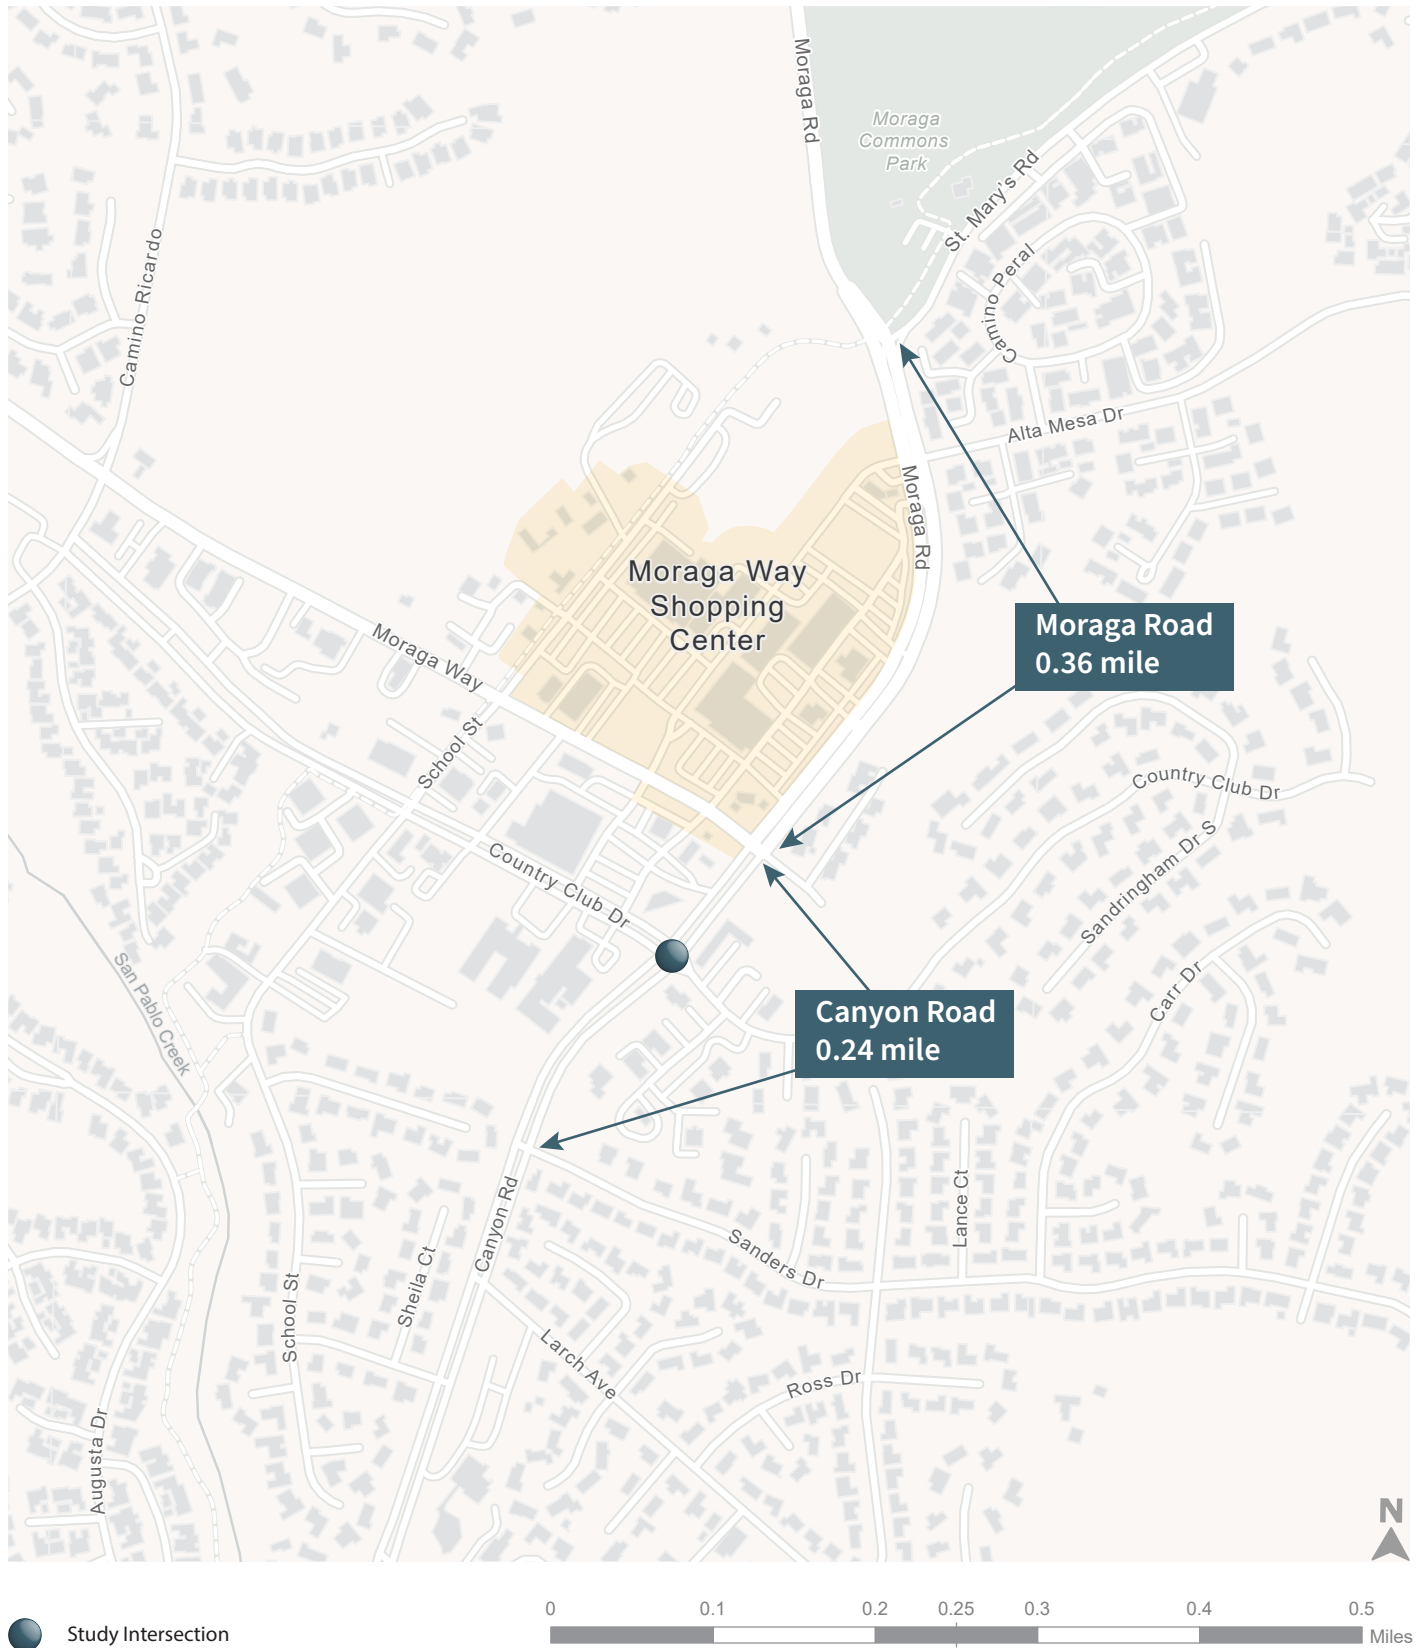 Moraga Rd
Moraga
Commons
Park
St. Mary's Rd
Camino Peral
Camino Ricardo
Alta Mesa Dr
Moraga Rd
Moraga Way
Shopping
Center
Moraga Road
0.36 mile
Moraga Way
School St
Country Club Dr
Sandringham Dr S
Country Club Dr
Carr Dr
San Pablo Creek
Canyon Road
0.24 mile
Canyon Rd
Lance Ct
Sanders Dr
Sheila Ct
School St
Larch Ave
Ross Dr
Augusta Dr
N
0 0.1 0.2 0.25 0.3 0.4 0.5
Miles
Study Intersection